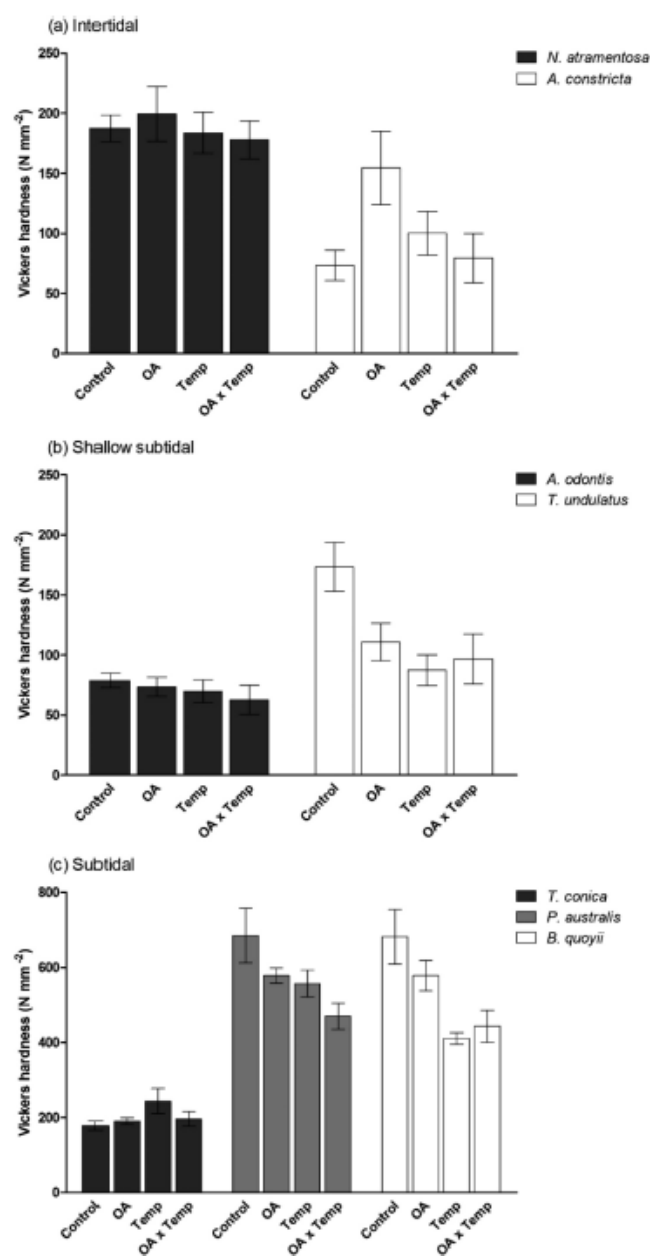 (a) Intertidal
250
200
150
100
50
0
Vickers hardness (N mm⁻²)
N. atramentosa
A. constricta
Control
OA
Temp
OA x Temp
Control
OA
Temp
OA x Temp
(b) Shallow subtidal
250
200
150
100
50
0
Vickers hardness (N mm⁻²)
A. odontis
T. undulatus
Control
OA
Temp
OA x Temp
Control
OA
Temp
OA x Temp
(c) Subtidal
800
600
400
200
0
Vickers hardness (N mm⁻²)
T. conica
P. australis
B. quoyii
Control
OA
Temp
OA x Temp
Control
OA
Temp
OA x Temp
Control
OA
Temp
OA x Temp